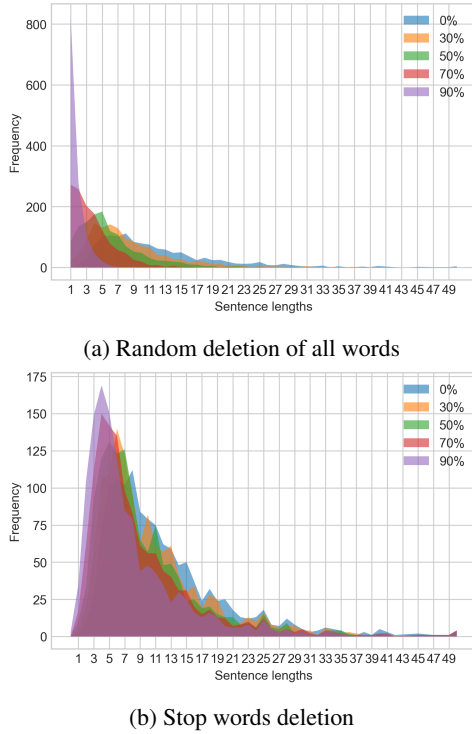 800
600
400
200
0
Frequency
0%
30%
50%
70%
90%
1 3 5 7 9 11 13 15 17 19 21 23 25 27 29 31 33 35 37 39 41 43 45 47 49
Sentence lengths
(a) Random deletion of all words
175
150
125
100
75
50
25
0
Frequency
0%
30%
50%
70%
90%
1 3 5 7 9 11 13 15 17 19 21 23 25 27 29 31 33 35 37 39 41 43 45 47 49
Sentence lengths
(b) Stop words deletion